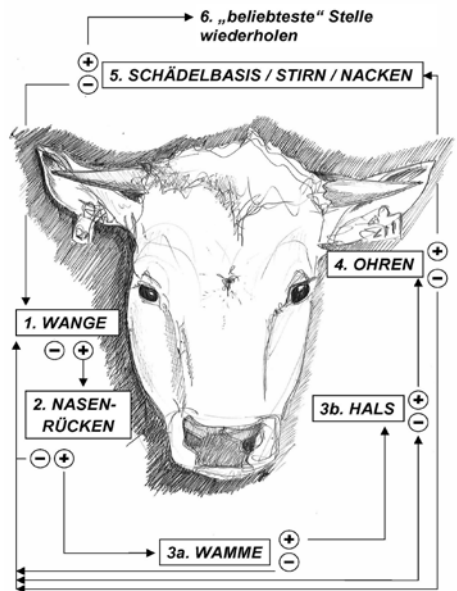 6. „beliebteste“ Stelle
wiederholen
+
−
5. SCHÄDELBASIS / STIRN / NACKEN
+
−
4. OHREN
1. WANGE
− +
2. NASEN-
RÜCKEN
+
−
3b. HALS
− +
3a. WAMME
+
−